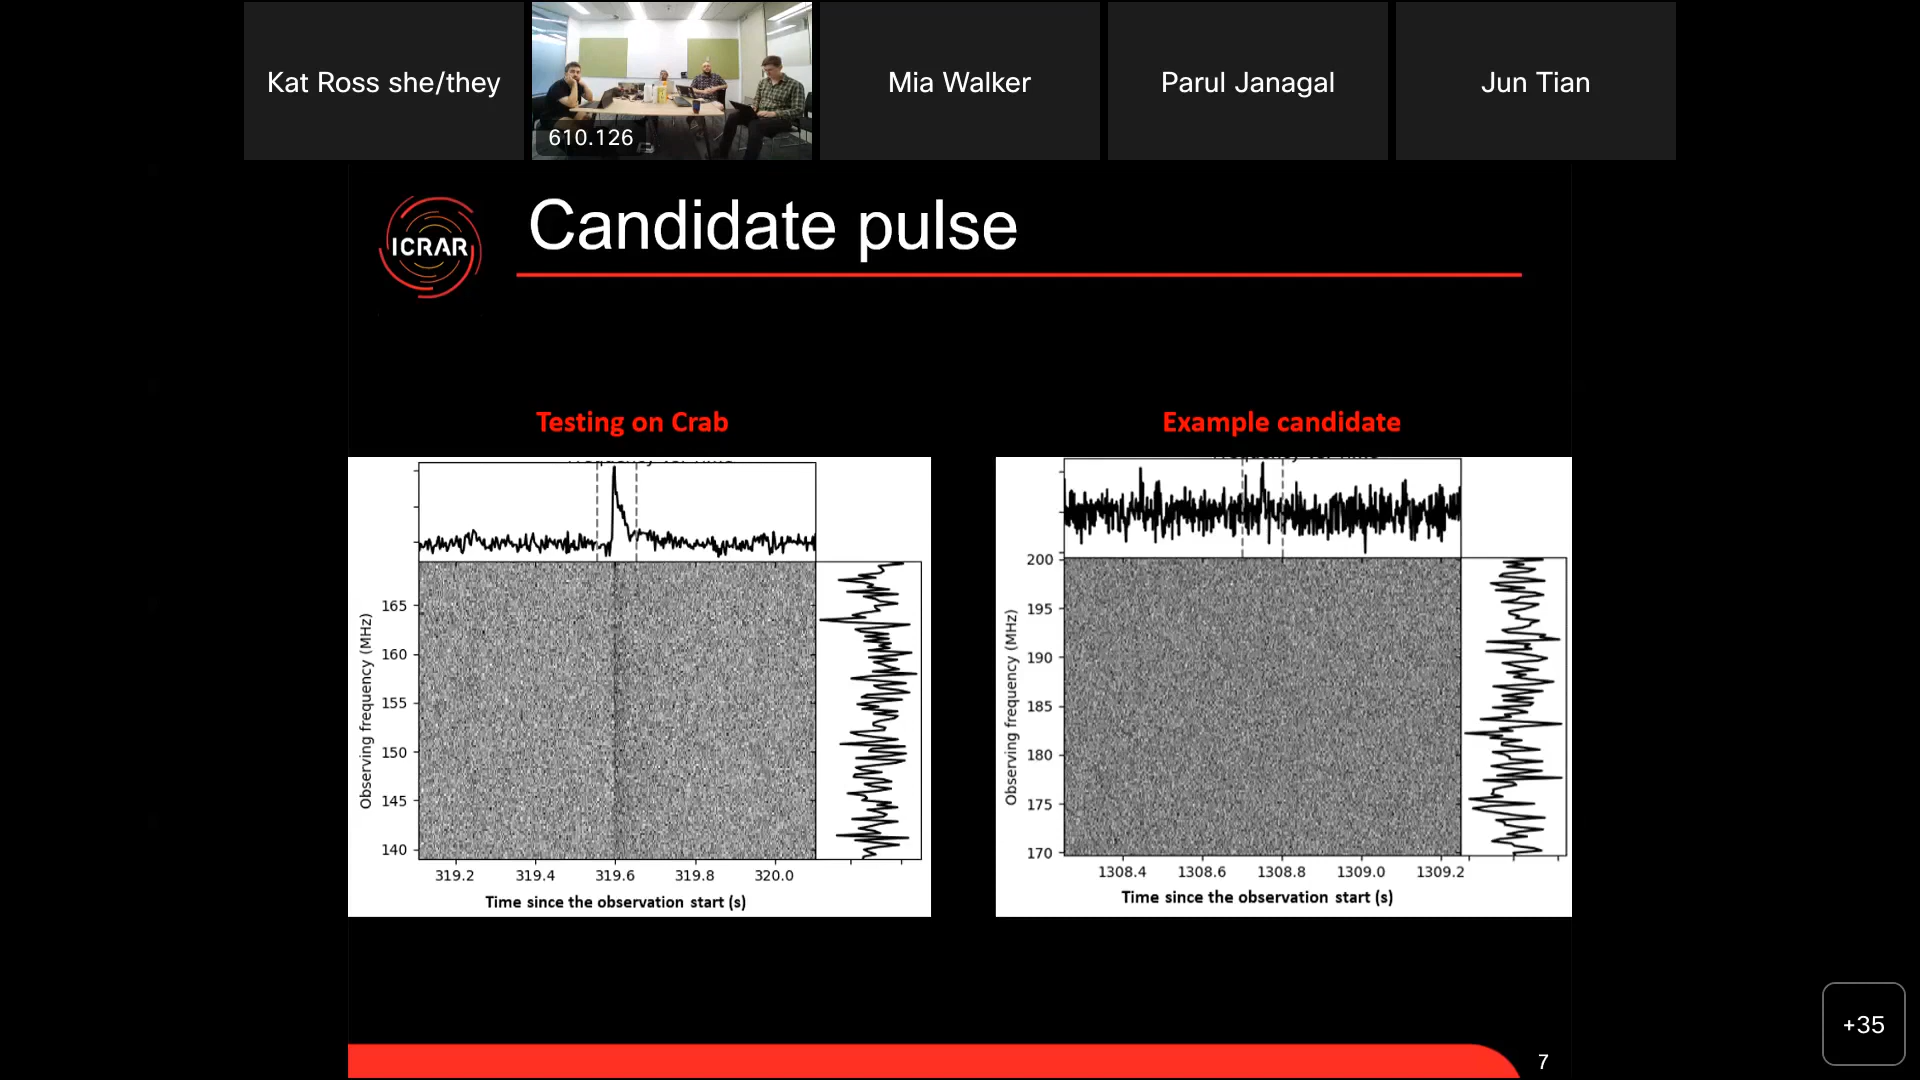 Kat Ross she/they
610.126
Mia Walker
Parul Janagal
Jun Tian
ICRAR
Candidate pulse
Testing on Crab
Example candidate
165
160
155
150
145
140
Observing frequency (MHz)
319.2 319.4 319.6 319.8 320.0
Time since the observation start (s)
200
195
190
185
180
175
170
Observing frequency (MHz)
1308.4 1308.6 1308.8 1309.0 1309.2
Time since the observation start (s)
7
+35